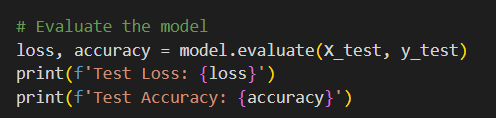 # Evaluate the model
loss, accuracy = model.evaluate(X_test, y_test)
print(f'Test Loss: {loss}')
print(f'Test Accuracy: {accuracy}')